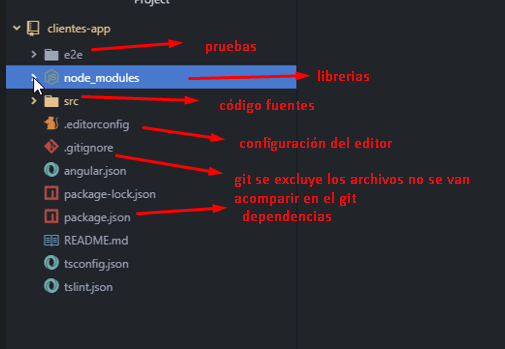 Project
clientes-app
e2e
pruebas
node_modules
librerias
src
código fuentes
.editorconfig
configuración del editor
.gitignore
angular.json
git se excluye los archivos no se van
package-lock.json
acomparir en el git
package.json
dependencias
README.md
tsconfig.json
tslint.json